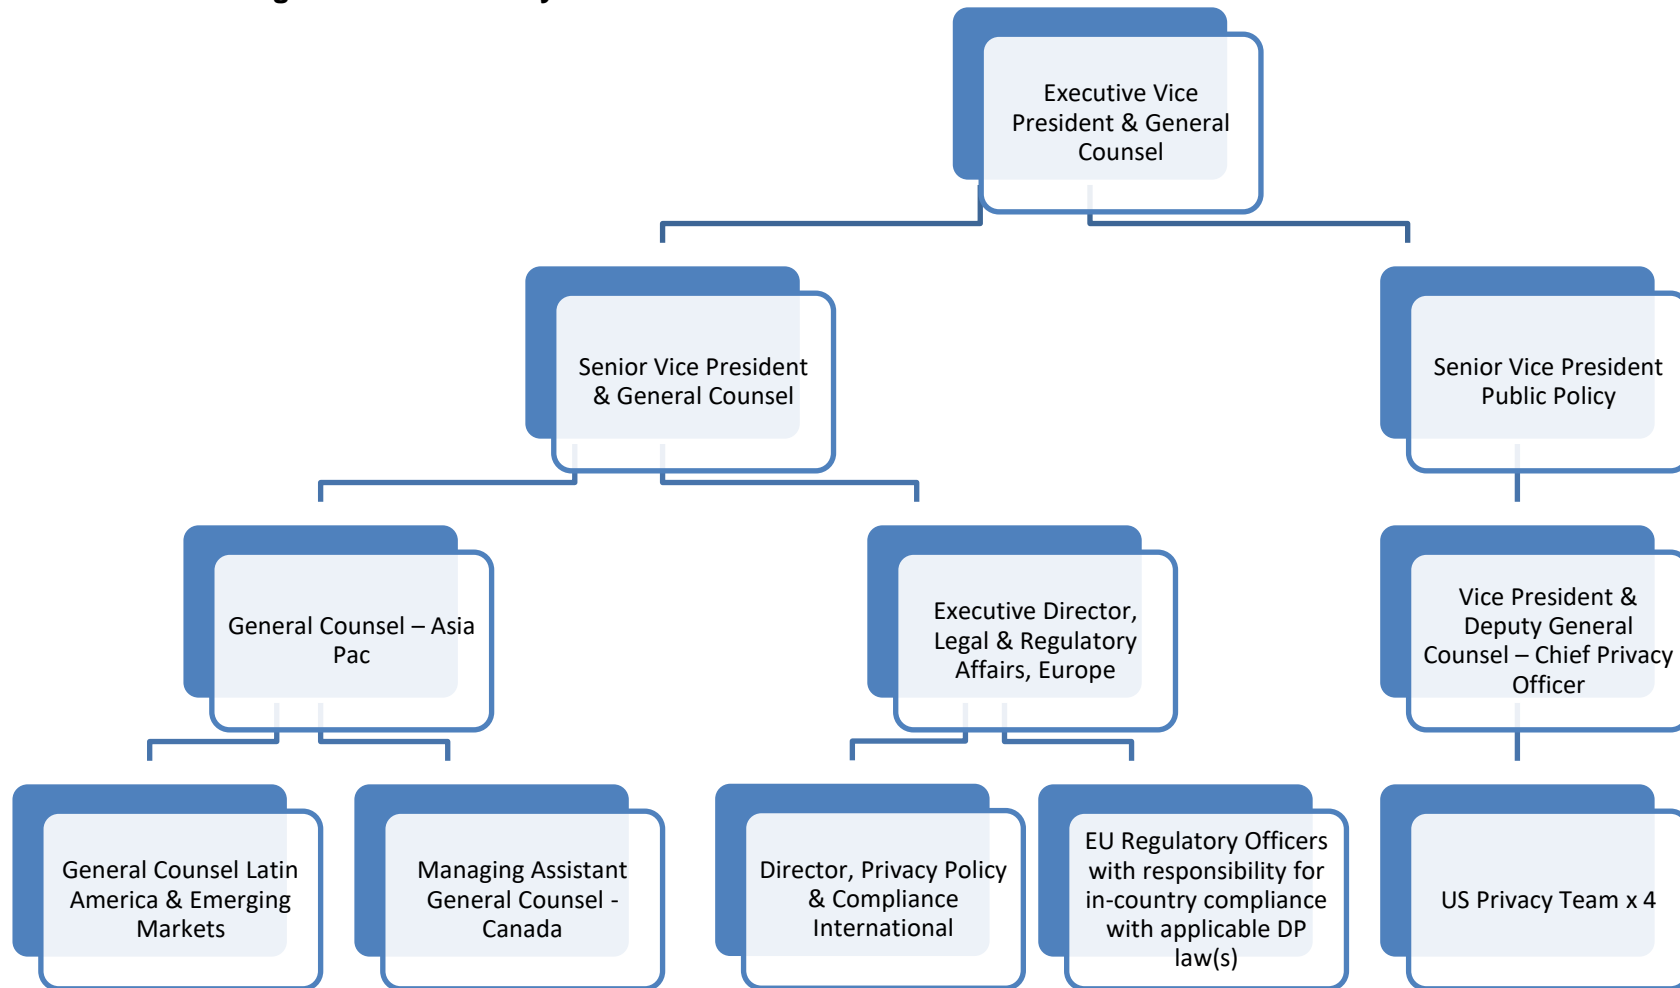 Executive Vice
President & General
Counsel
Senior Vice President
& General Counsel
Senior Vice President
Public Policy
General Counsel – Asia
Pac
Executive Director,
Legal & Regulatory
Affairs, Europe
Vice President &
Deputy General
Counsel – Chief Privacy
Officer
General Counsel Latin
America & Emerging
Markets
Managing Assistant
General Counsel -
Canada
Director, Privacy Policy
& Compliance
International
EU Regulatory Officers
with responsibility for
in-country compliance
with applicable DP
law(s)
US Privacy Team x 4